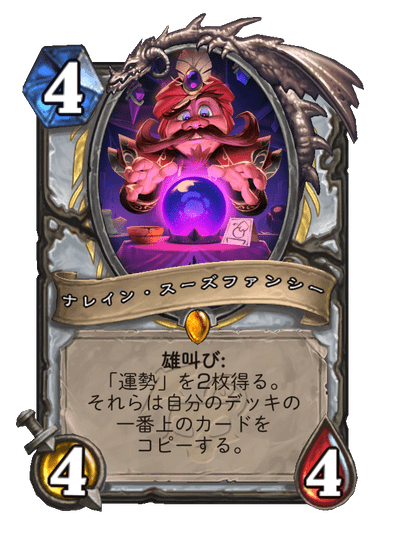 4
ナレイン・スーズファンシー
雄叫び:
「運勢」を2枚得る。
それらは自分のデッキの
一番上のカードを
コピーする。
4
4